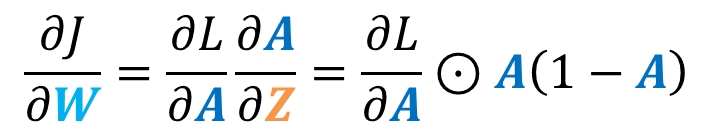 ∂J/∂W = ∂L/∂A ∂A/∂Z = ∂L/∂A ⊙ A(1 − A)